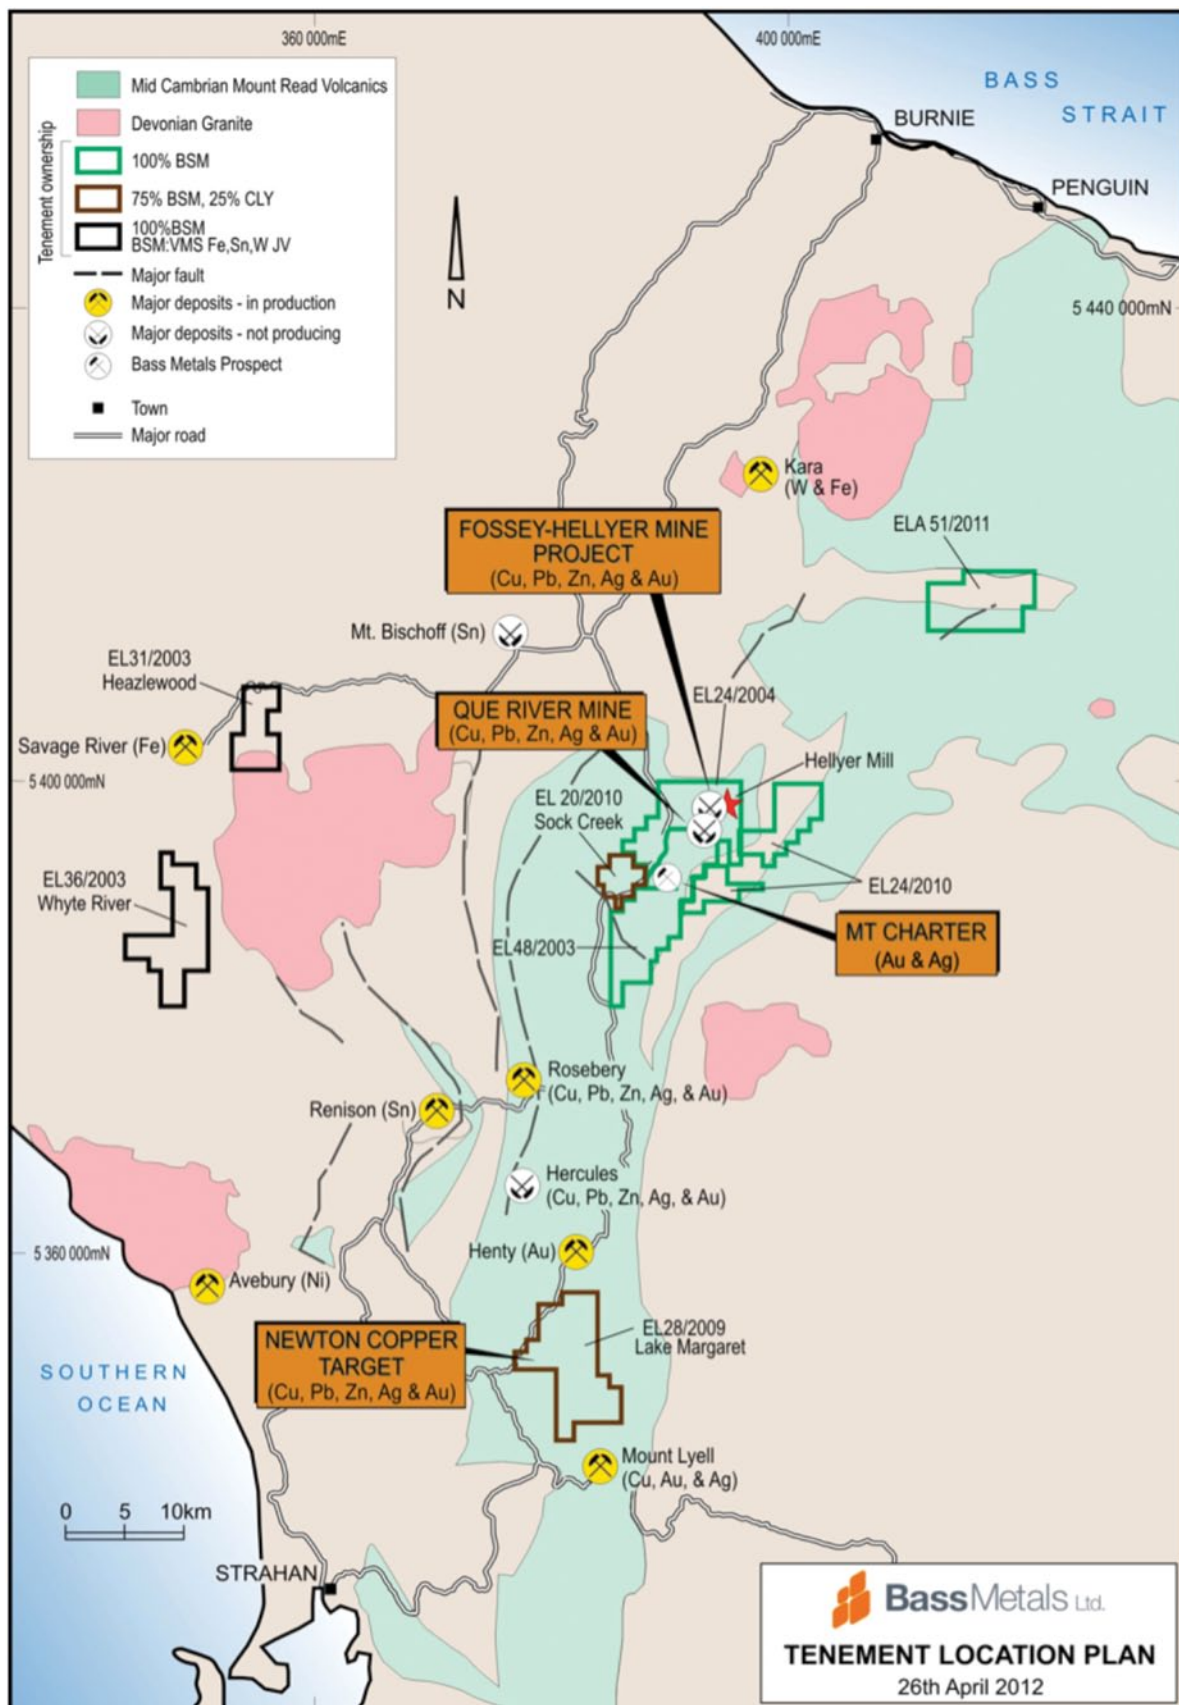 360 000mE
400 000mE
BASS
STRAIT
Mid Cambrian Mount Read Volcanics
Devonian Granite
Tenement ownership
100% BSM
75% BSM, 25% CLY
100%BSM
BSM:VMS Fe,Sn,W JV
Major fault
Major deposits - in production
Major deposits - not producing
Bass Metals Prospect
Town
Major road
N
BURNIE
PENGUIN
5 440 000mN
Kara
(W & Fe)
FOSSEY-HELLYER MINE
PROJECT
(Cu, Pb, Zn, Ag & Au)
ELA 51/2011
Mt. Bischoff (Sn)
EL31/2003
Heazlewood
EL24/2004
QUE RIVER MINE
(Cu, Pb, Zn, Ag & Au)
Savage River (Fe)
Hellyer Mill
5 400 000mN
EL 20/2010
Sock Creek
EL36/2003
Whyte River
EL24/2010
MT CHARTER
(Au & Ag)
EL48/2003
Rosebery
(Cu, Pb, Zn, Ag, & Au)
Renison (Sn)
Hercules
(Cu, Pb, Zn, Ag, & Au)
Henty (Au)
5 360 000mN
Avebury (Ni)
NEWTON COPPER
TARGET
(Cu, Pb, Zn, Ag & Au)
EL28/2009
Lake Margaret
SOUTHERN
OCEAN
Mount Lyell
(Cu, Au, & Ag)
0 5 10km
STRAHAN
BassMetals Ltd.
TENEMENT LOCATION PLAN
26th April 2012